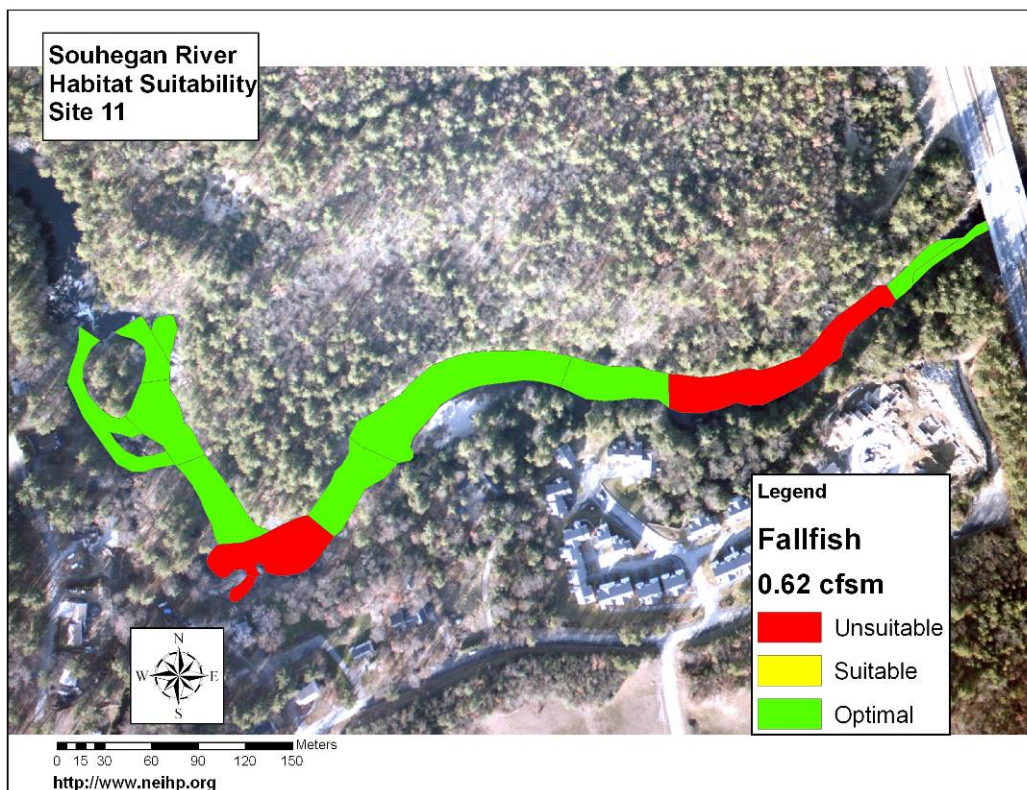 Souhegan River
Habitat Suitability
Site 11
Legend
Fallfish
0.62 cfsm
Unsuitable
Suitable
Optimal
N
W E
S
Meters
0 15 30 60 90 120 150
http://www.neihp.org